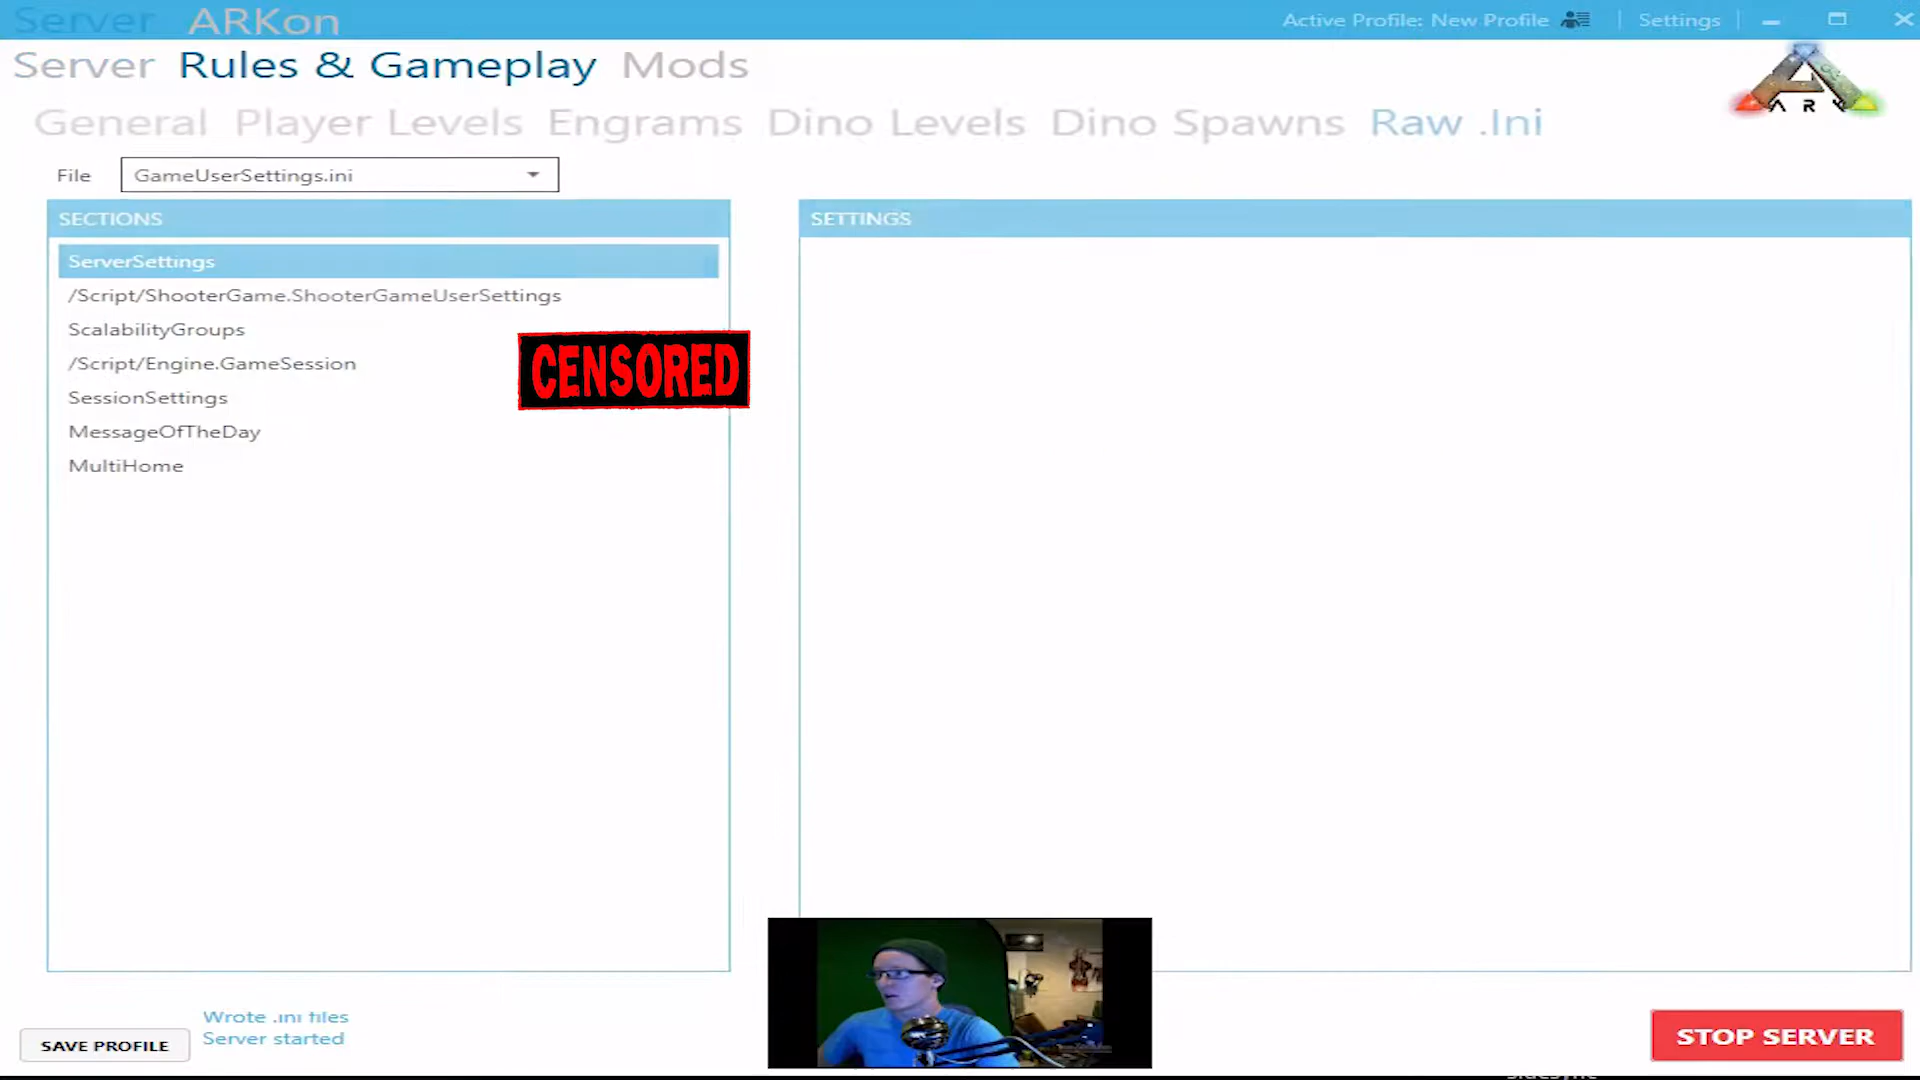 Server ARKon
Active Profile: New Profile
Settings
Server Rules & Gameplay Mods
ARK
General Player Levels Engrams Dino Levels Dino Spawns Raw .Ini
File GameUserSettings.ini
SECTIONS
ServerSettings
/Script/ShooterGame.ShooterGameUserSettings
ScalabilityGroups
/Script/Engine.GameSession
SessionSettings
MessageOfTheDay
MultiHome
CENSORED
SETTINGS
Wrote .ini files
Server started
SAVE PROFILE
STOP SERVER